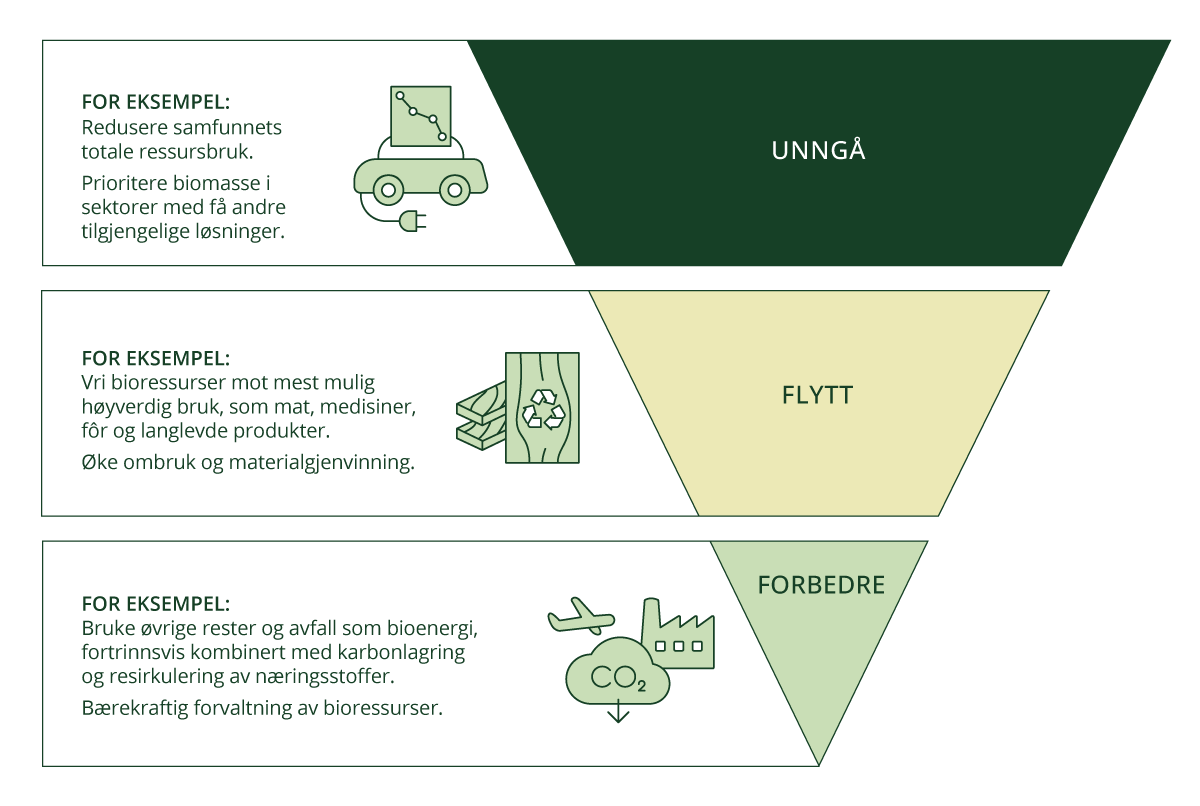 FOR EKSEMPEL:
Redusere samfunnets
totale ressursbruk.
Prioritere biomasse i
sektorer med få andre
tilgjengelige løsninger.
UNNGÅ
FOR EKSEMPEL:
Vri bioressurser mot mest mulig
høyverdig bruk, som mat, medisiner,
fôr og langlevde produkter.
Øke ombruk og materialgjenvinning.
FLYTT
FOR EKSEMPEL:
Bruke øvrige rester og avfall som bioenergi,
fortrinnsvis kombinert med karbonlagring
og resirkulering av næringsstoffer.
Bærekraftig forvaltning av bioressurser.
CO₂
FORBEDRE